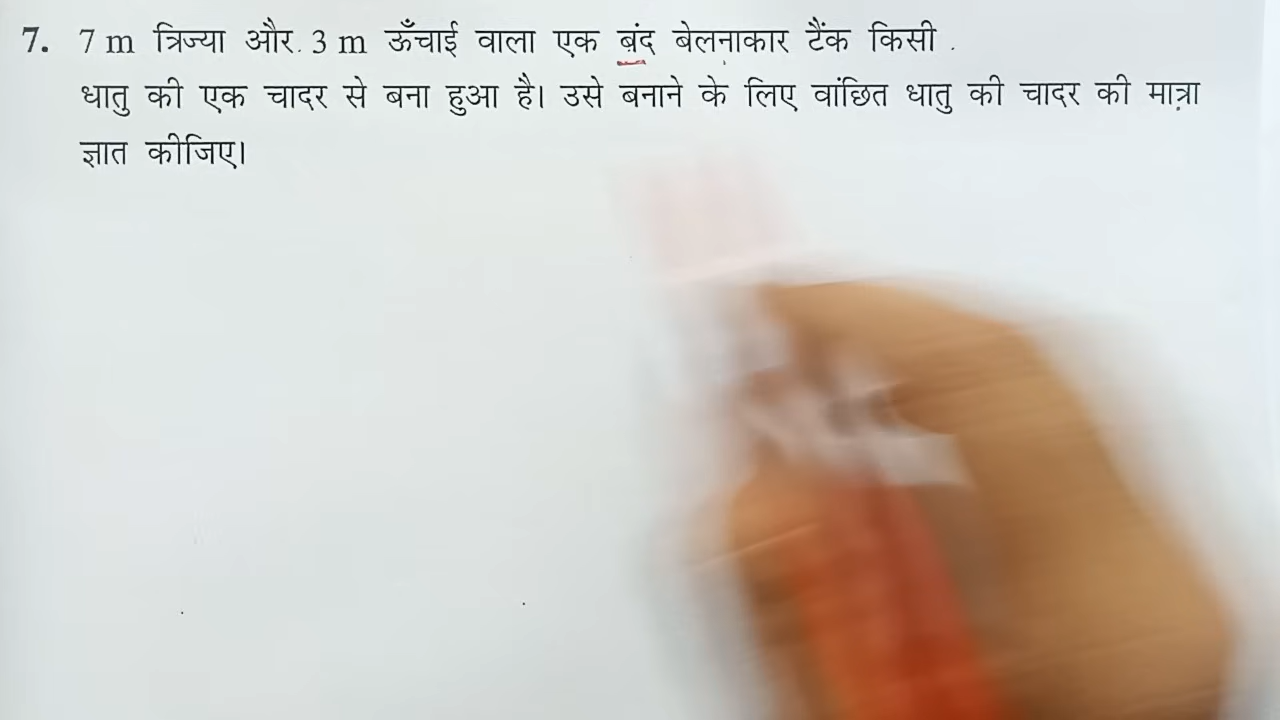 7. 7 m त्रिज्या और 3 m ऊँचाई वाला एक बंद बेलनाकार टैंक किसी
धातु की एक चादर से बना हुआ है। उसे बनाने के लिए वांछित धातु की चादर की मात्रा
ज्ञात कीजिए।